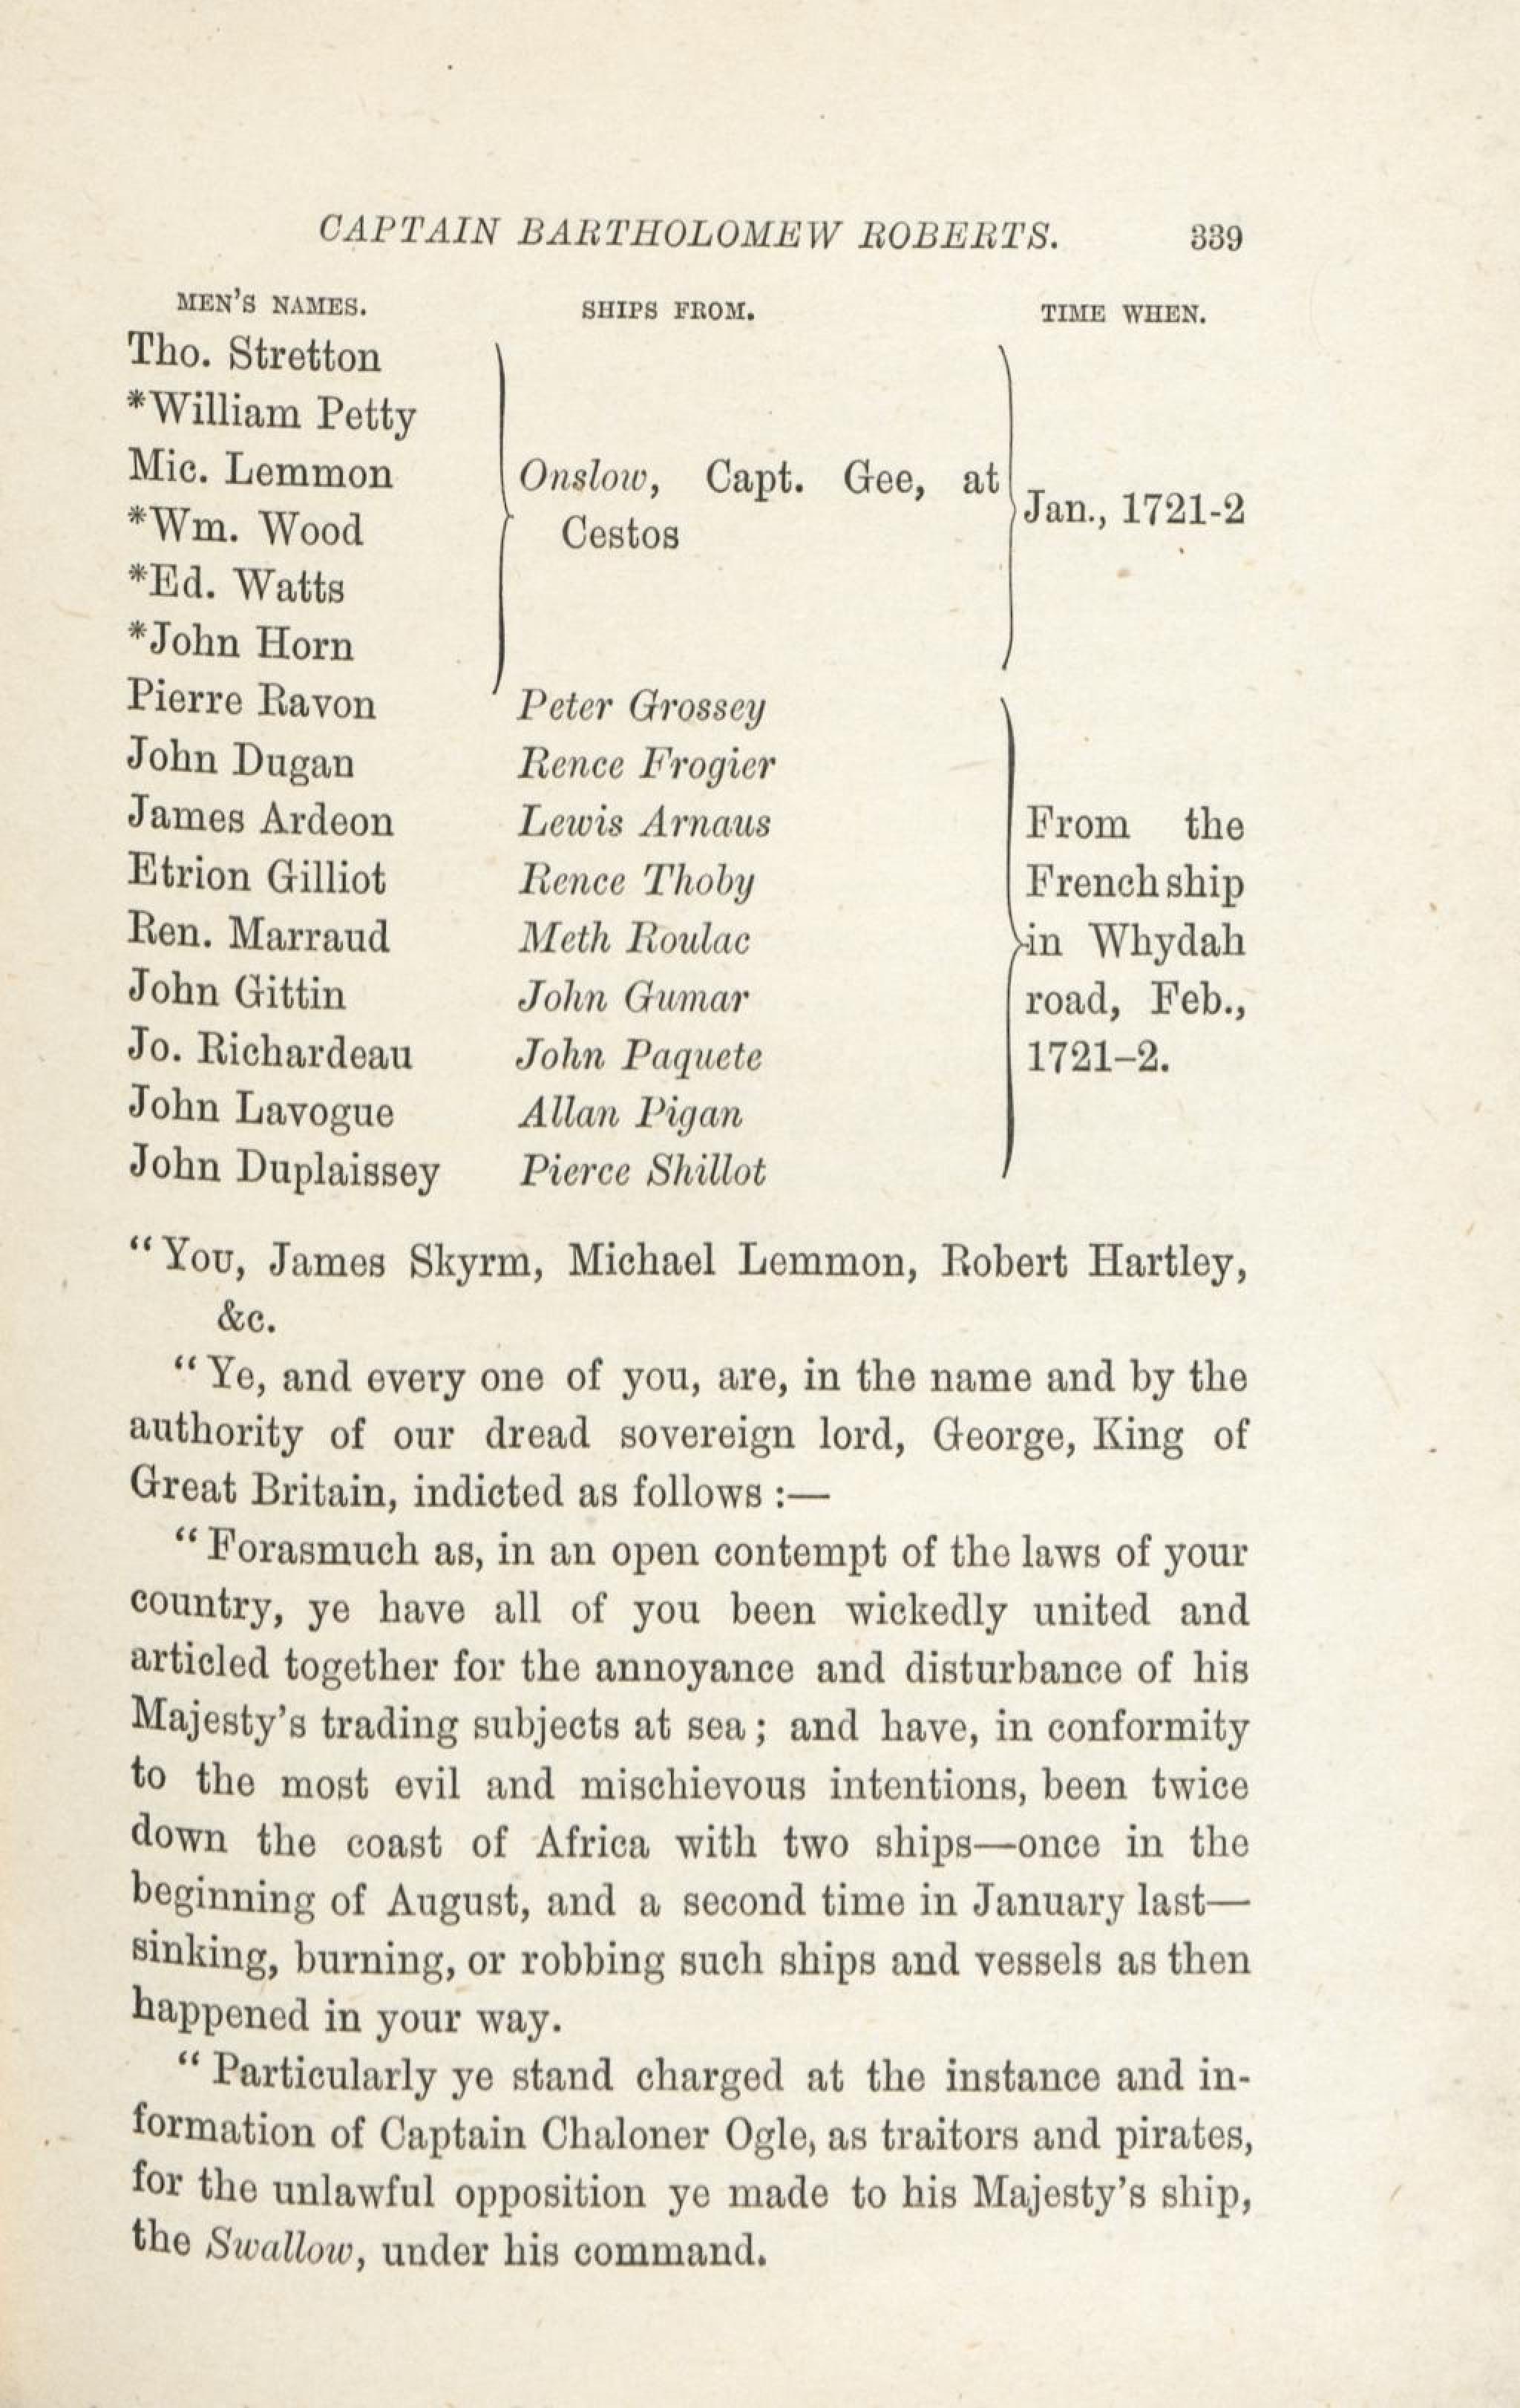 CAPTAIN BARTHOLOMEW ROBERTS. 339
MEN'S NAMES. SHIPS FROM. TIME WHEN.
Tho. Stretton
*William Petty
Mic. Lemmon Onslow, Capt. Gee, at
*Wm. Wood Cestos Jan., 1721-2
*Ed. Watts
*John Horn
Pierre Ravon Peter Grossey
John Dugan Rence Frogier
James Ardeon Lewis Arnaus From the
Etrion Gilliot Rence Thoby French ship
Ren. Marraud Meth Roulac in Whydah
John Gittin John Gumar road, Feb.,
Jo. Richardeau John Paquete 1721–2.
John Lavogue Allan Pigan
John Duplaissey Pierce Shillot
“You, James Skyrm, Michael Lemmon, Robert Hartley,
&c.
“Ye, and every one of you, are, in the name and by the
authority of our dread sovereign lord, George, King of
Great Britain, indicted as follows :—
“Forasmuch as, in an open contempt of the laws of your
country, ye have all of you been wickedly united and
articled together for the annoyance and disturbance of his
Majesty's trading subjects at sea; and have, in conformity
to the most evil and mischievous intentions, been twice
down the coast of Africa with two ships—once in the
beginning of August, and a second time in January last—
sinking, burning, or robbing such ships and vessels as then
happened in your way.
“Particularly ye stand charged at the instance and in-
formation of Captain Chaloner Ogle, as traitors and pirates,
for the unlawful opposition ye made to his Majesty's ship,
the Swallow, under his command.